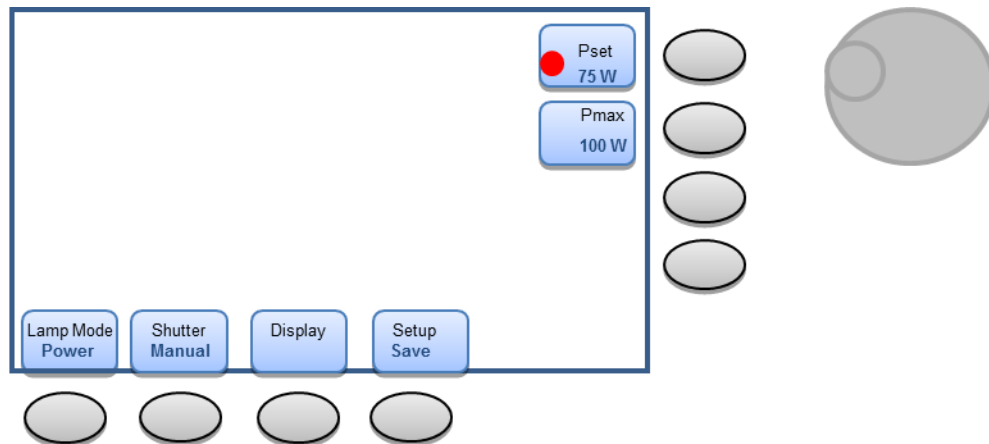 Pset
75 W
Pmax
100 W
Lamp Mode
Power
Shutter
Manual
Display
Setup
Save